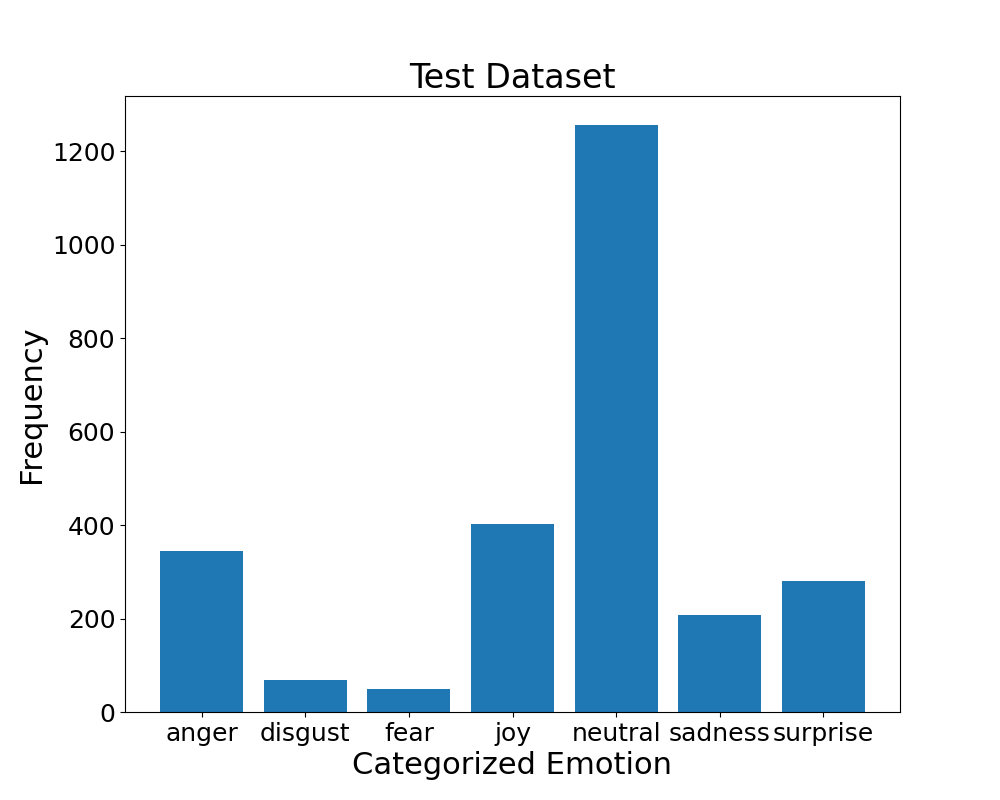 Test Dataset
Frequency
1200
1000
800
600
400
200
0
anger disgust fear joy neutral sadness surprise
Categorized Emotion